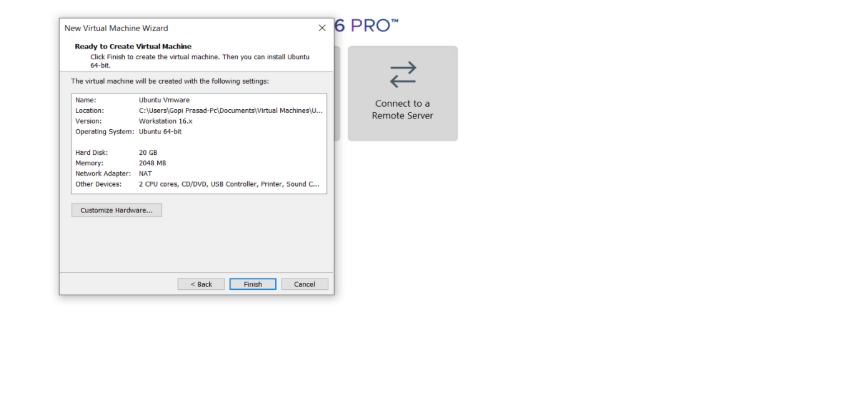 New Virtual Machine Wizard
6 PRO™
Ready to Create Virtual Machine
Click Finish to create the virtual machine. Then you can install Ubuntu
64-bit.
The virtual machine will be created with the following settings:
Name: Ubuntu Vmware
Location: C:\Users\Gopi Prasad-Pc\Documents\Virtual Machines\U...
Version: Workstation 16.x
Operating System: Ubuntu 64-bit
Hard Disk: 20 GB
Memory: 2048 MB
Network Adapter: NAT
Other Devices: 2 CPU cores, CD/DVD, USB Controller, Printer, Sound C...
Customize Hardware...
< Back Finish Cancel
Connect to a
Remote Server